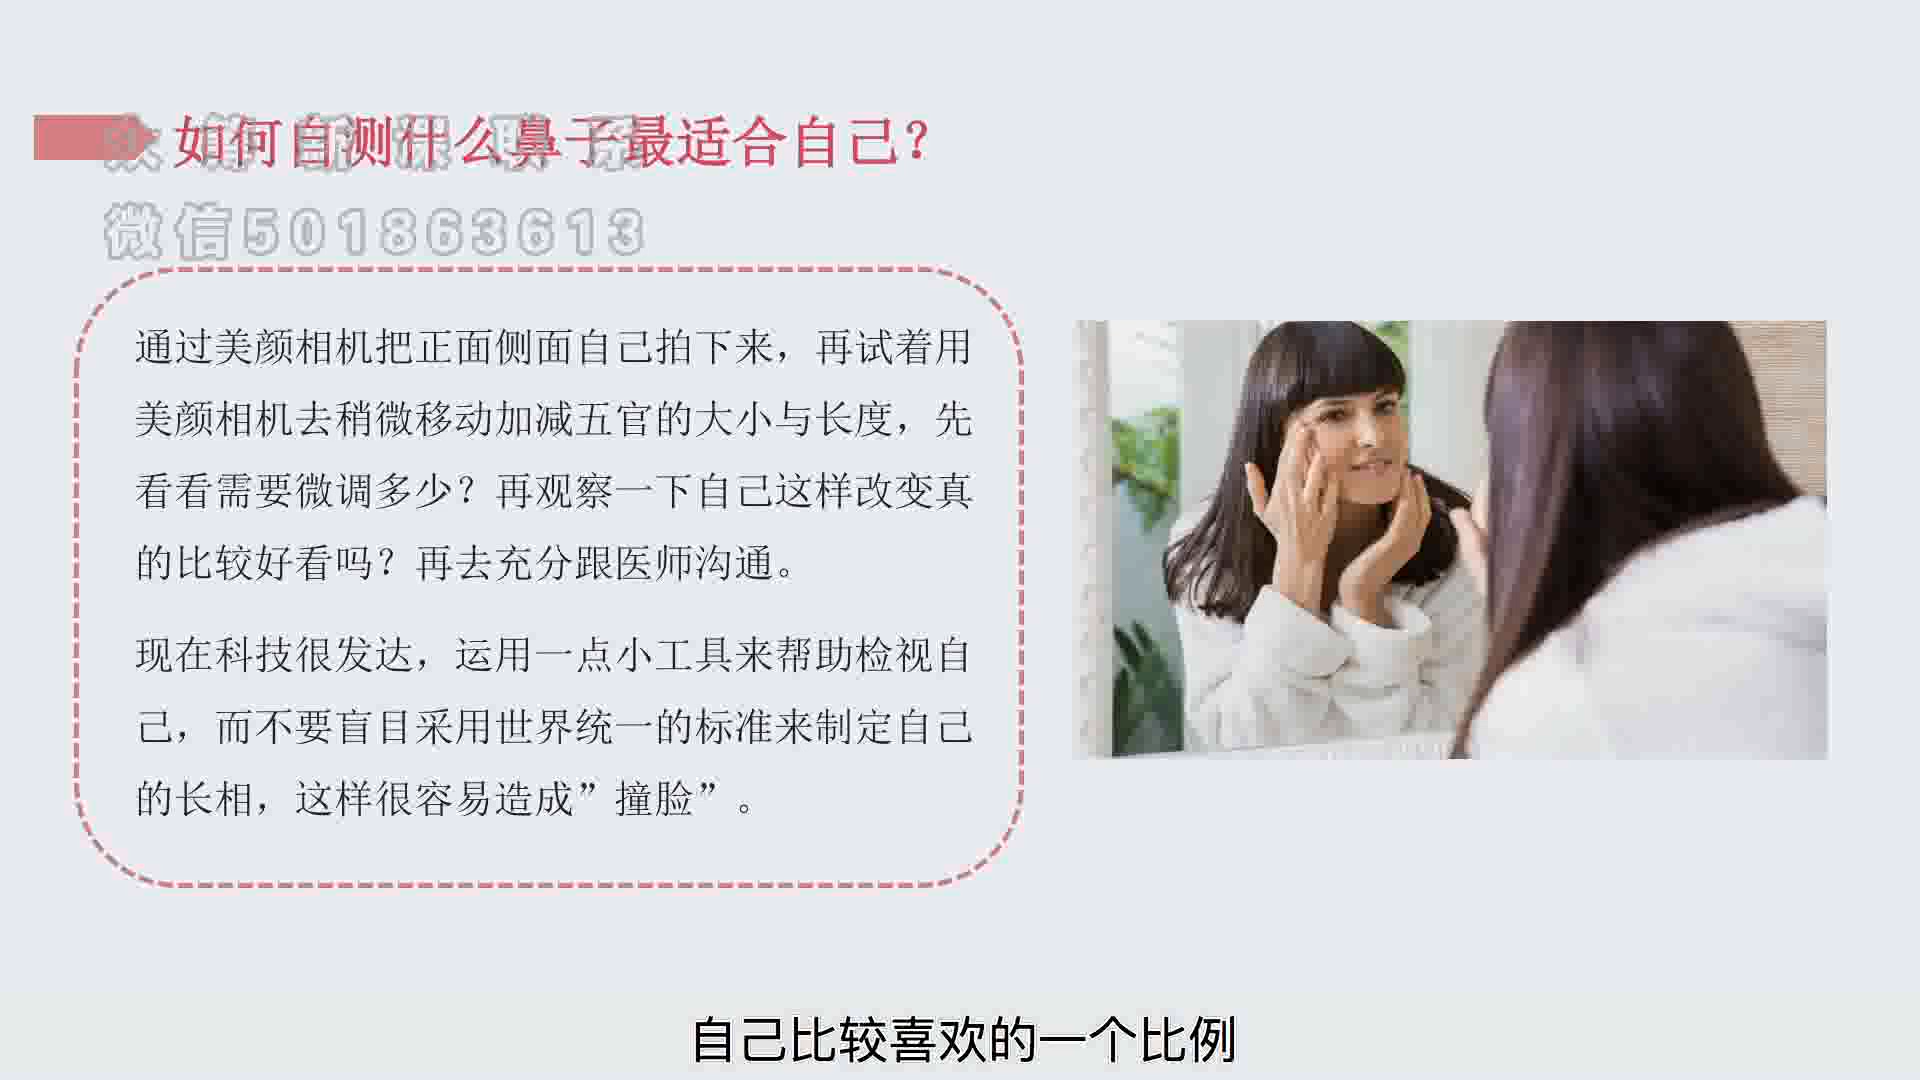 如何自测什么鼻子最适合自己？
微信501863613
通过美颜相机把正面侧面自己拍下来，再试着用
美颜相机去稍微移动加减五官的大小与长度，先
看看需要微调多少？再观察一下自己这样改变真
的比较好看吗？再去充分跟医师沟通。
现在科技很发达，运用一点小工具来帮助检视自
己，而不要盲目采用世界统一的标准来制定自己
的长相，这样很容易造成”撞脸”。
自己比较喜欢的一个比例